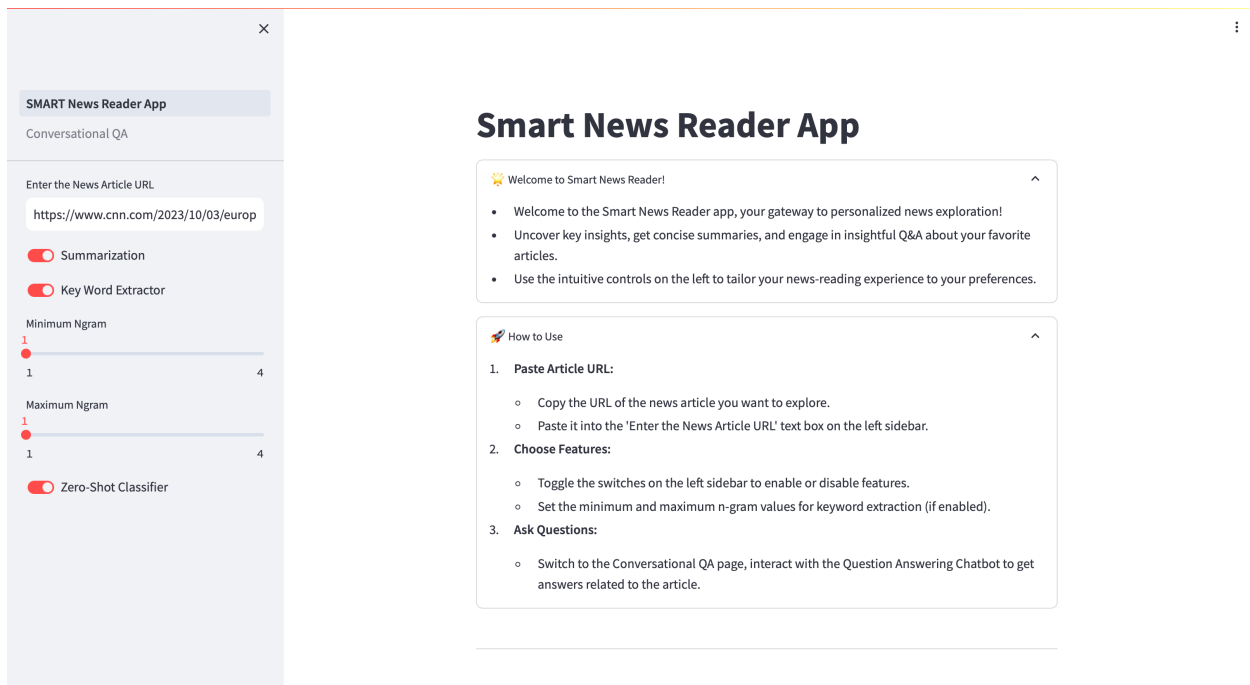 SMART News Reader App
Conversational QA
Enter the News Article URL
https://www.cnn.com/2023/10/03/europ
Summarization
Key Word Extractor
Minimum Ngram
1
1 4
Maximum Ngram
1
1 4
Zero-Shot Classifier
Smart News Reader App
🌟 Welcome to Smart News Reader!
• Welcome to the Smart News Reader app, your gateway to personalized news exploration!
• Uncover key insights, get concise summaries, and engage in insightful Q&A about your favorite
articles.
• Use the intuitive controls on the left to tailor your news-reading experience to your preferences.
🚀 How to Use
1. Paste Article URL:
◦ Copy the URL of the news article you want to explore.
◦ Paste it into the 'Enter the News Article URL' text box on the left sidebar.
2. Choose Features:
◦ Toggle the switches on the left sidebar to enable or disable features.
◦ Set the minimum and maximum n-gram values for keyword extraction (if enabled).
3. Ask Questions:
◦ Switch to the Conversational QA page, interact with the Question Answering Chatbot to get
answers related to the article.